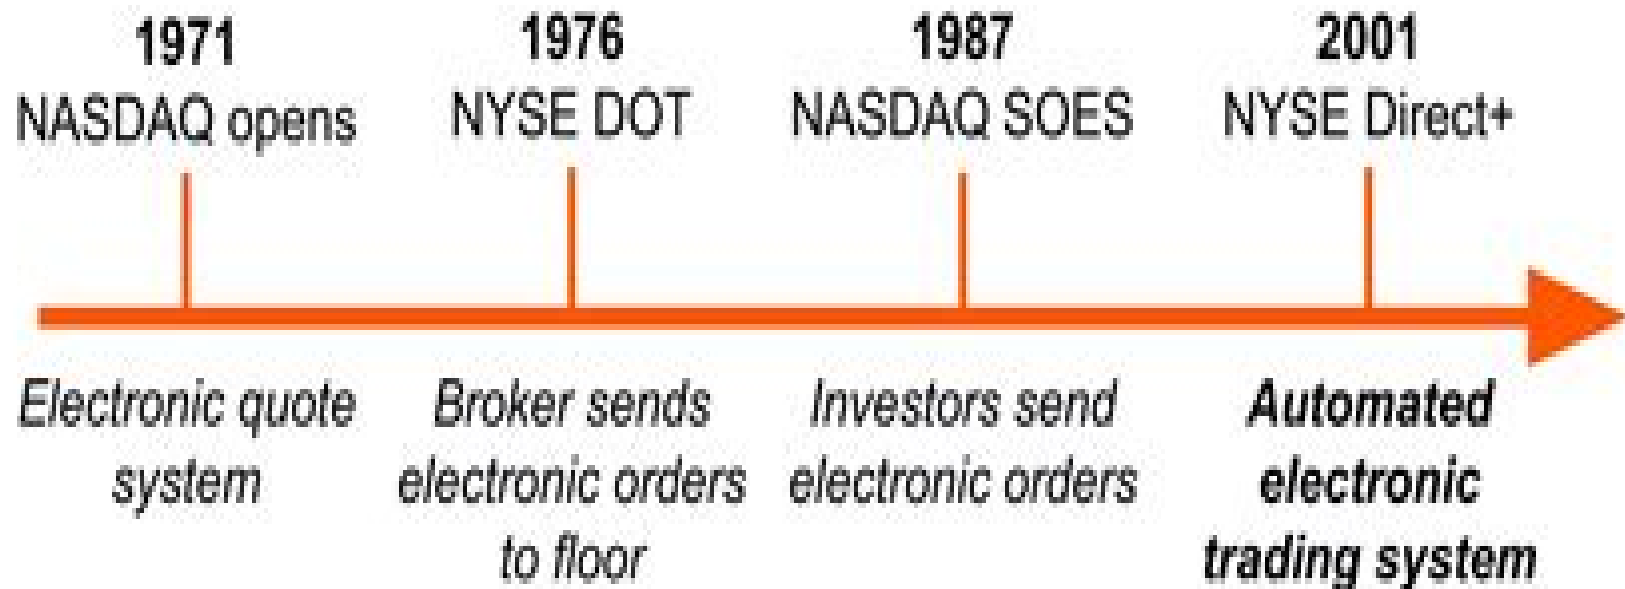 1971
NASDAQ opens
Electronic quote
system
1976
NYSE DOT
Broker sends
electronic orders
to floor
1987
NASDAQ SOES
Investors send
electronic orders
2001
NYSE Direct+
Automated
electronic
trading system